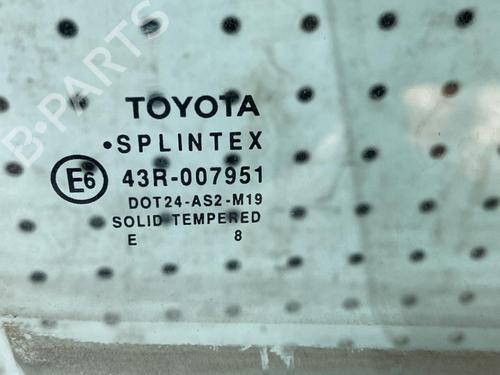 B-PARTS
TOYOTA
•SPLINTEX
E6 43R-007951
DOT24-AS2-M19
SOLID TEMPERED
E 8